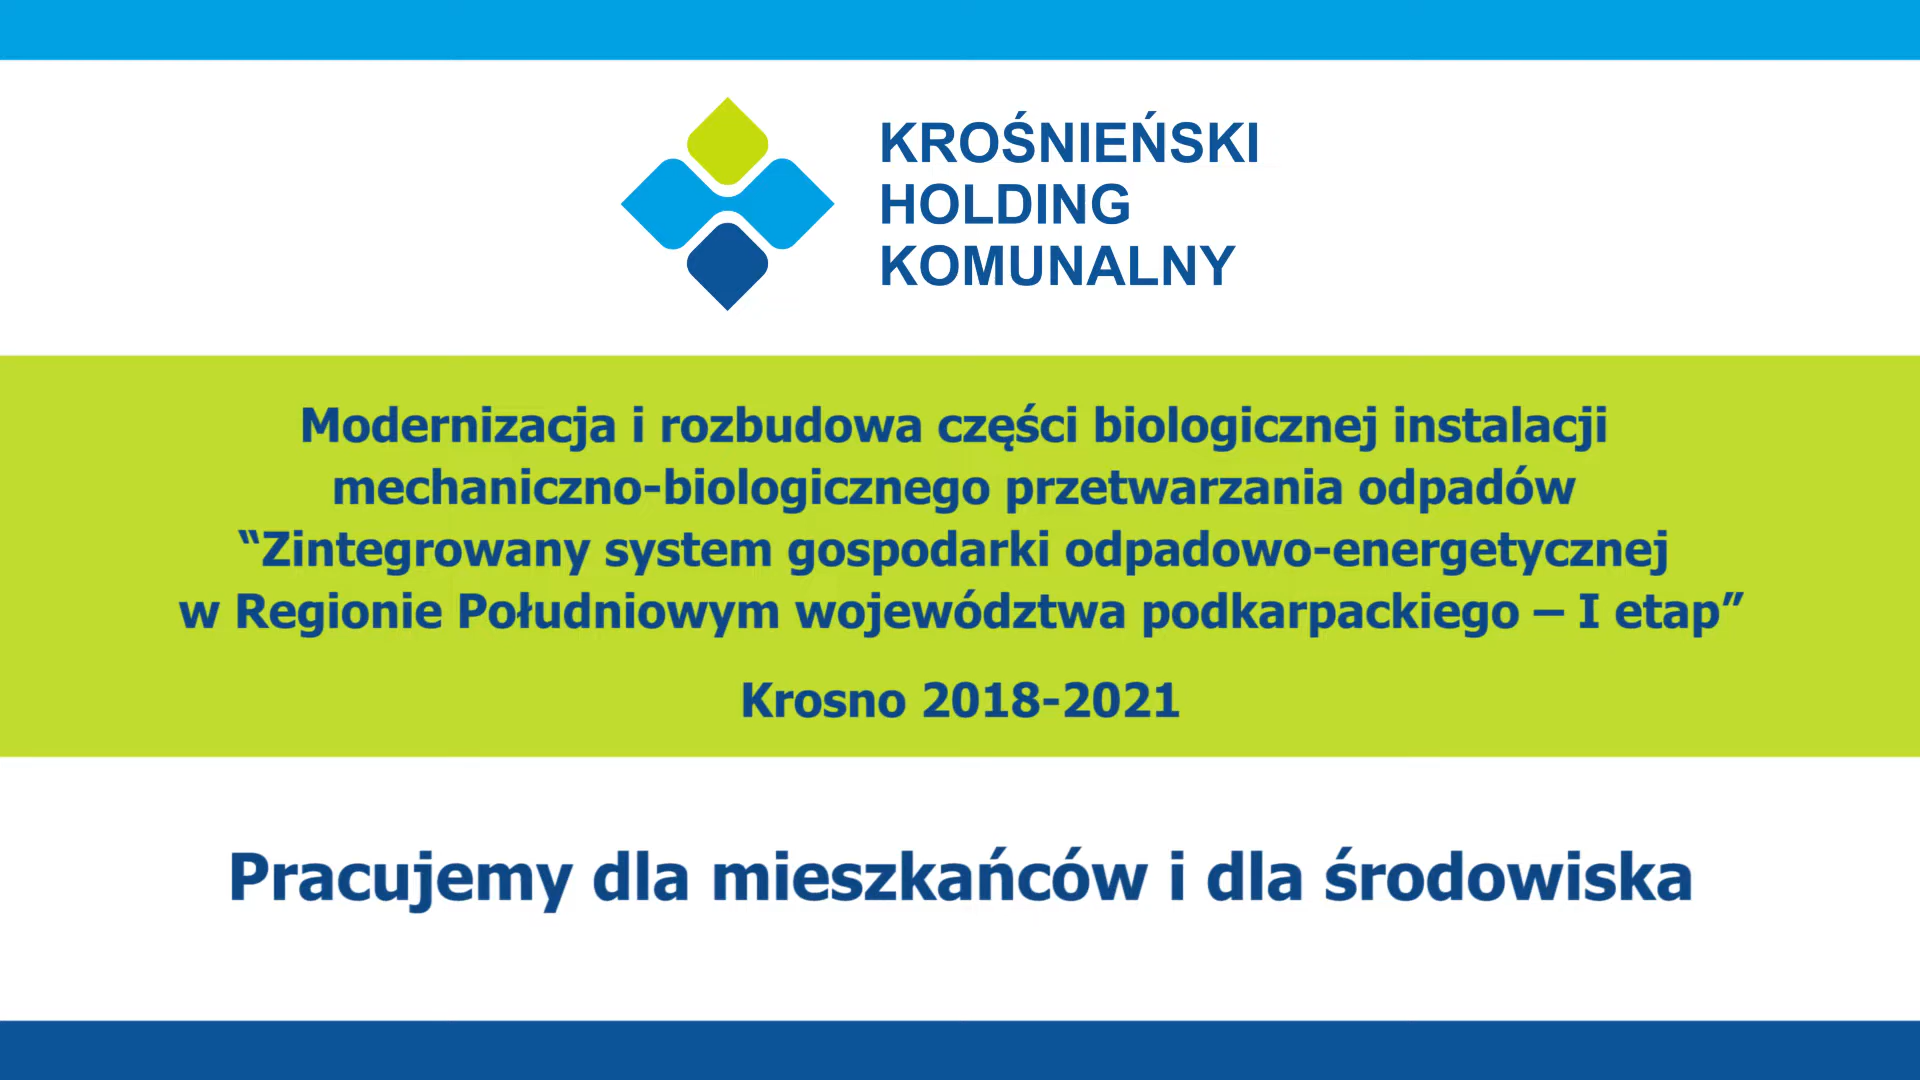 KROŚNIEŃSKI
HOLDING
KOMUNALNY
Modernizacja i rozbudowa części biologicznej instalacji
mechaniczno-biologicznego przetwarzania odpadów
“Zintegrowany system gospodarki odpadowo-energetycznej
w Regionie Południowym województwa podkarpackiego – I etap”
Krosno 2018-2021
Pracujemy dla mieszkańców i dla środowiska